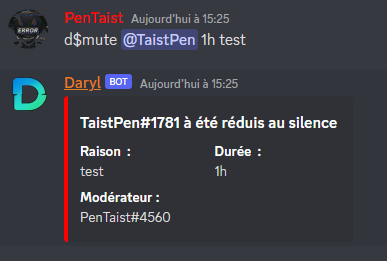 ERROR
PenTaist Aujourd'hui à 15:25
d$mute @TaistPen 1h test
Daryl BOT Aujourd'hui à 15:25
TaistPen#1781 à été réduis au silence
Raison : Durée :
test 1h
Modérateur :
PenTaist#4560